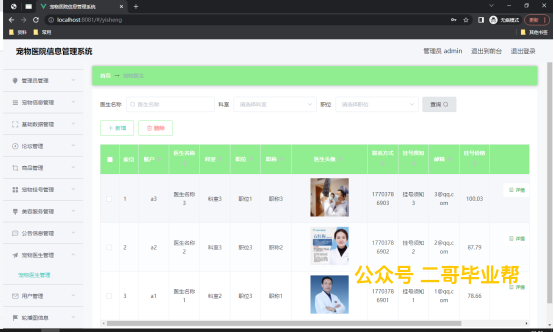 宠物医院信息管理系统
无痕模式
更新
localhost:8081/#/yisheng
资料
常用
其他书签
宠物医院信息管理系统
管理员 admin
退出到前台
退出登录
管理员管理
宠物信息管理
基础数据管理
论坛管理
商品管理
宠物挂号管理
美容服务管理
公告信息管理
宠物医生管理
宠物医生管理
用户管理
轮播图信息
首页
宠物医生
医生名称
医生名称
科室
请选择科室
职位
请选择职位
查询
新增
删除
序号 账户 医生名称 科室 职位 职称 医生头像 联系方式 挂号须知 邮箱 挂号价格
1 a3 医生名称3 科室3 职位1 职称3 17703786903 挂号须知3 3@qq.com 100.03 详情
2 a2 医生名称2 科室3 职位3 职称2 17703786902 挂号须知2 2@qq.com 87.79 详情
3 a1 医生名称1 科室2 职位3 职称1 17703786901 挂号须知1 1@qq.com 78.66 详情
公众号 二哥毕业帮